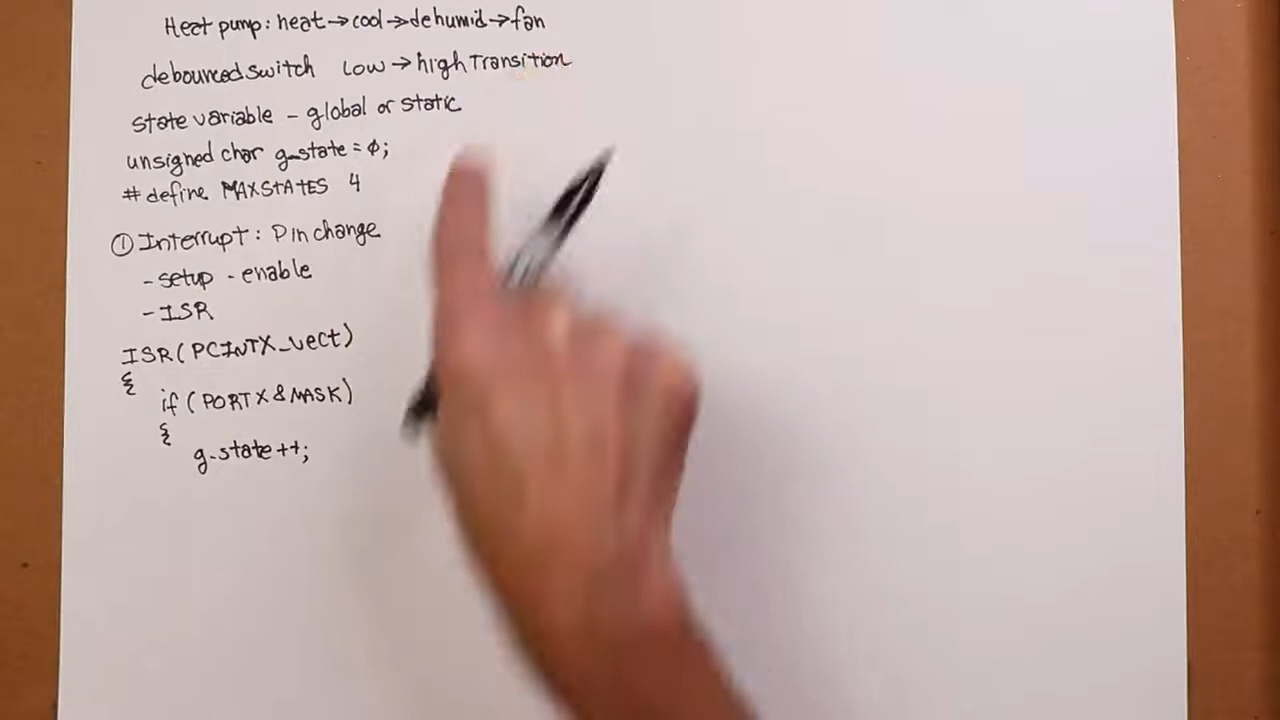 Heat pump: heat→cool→dehumid→fan
debounced switch low→high Transition
state variable - global or static
unsigned char g_state = ϕ;
# define MAXSTATES 4
① Interrupt: Pin change
- setup - enable
- ISR
ISR(PCINTX_vect)
{
if (PORTX & MASK)
{
g_state++;